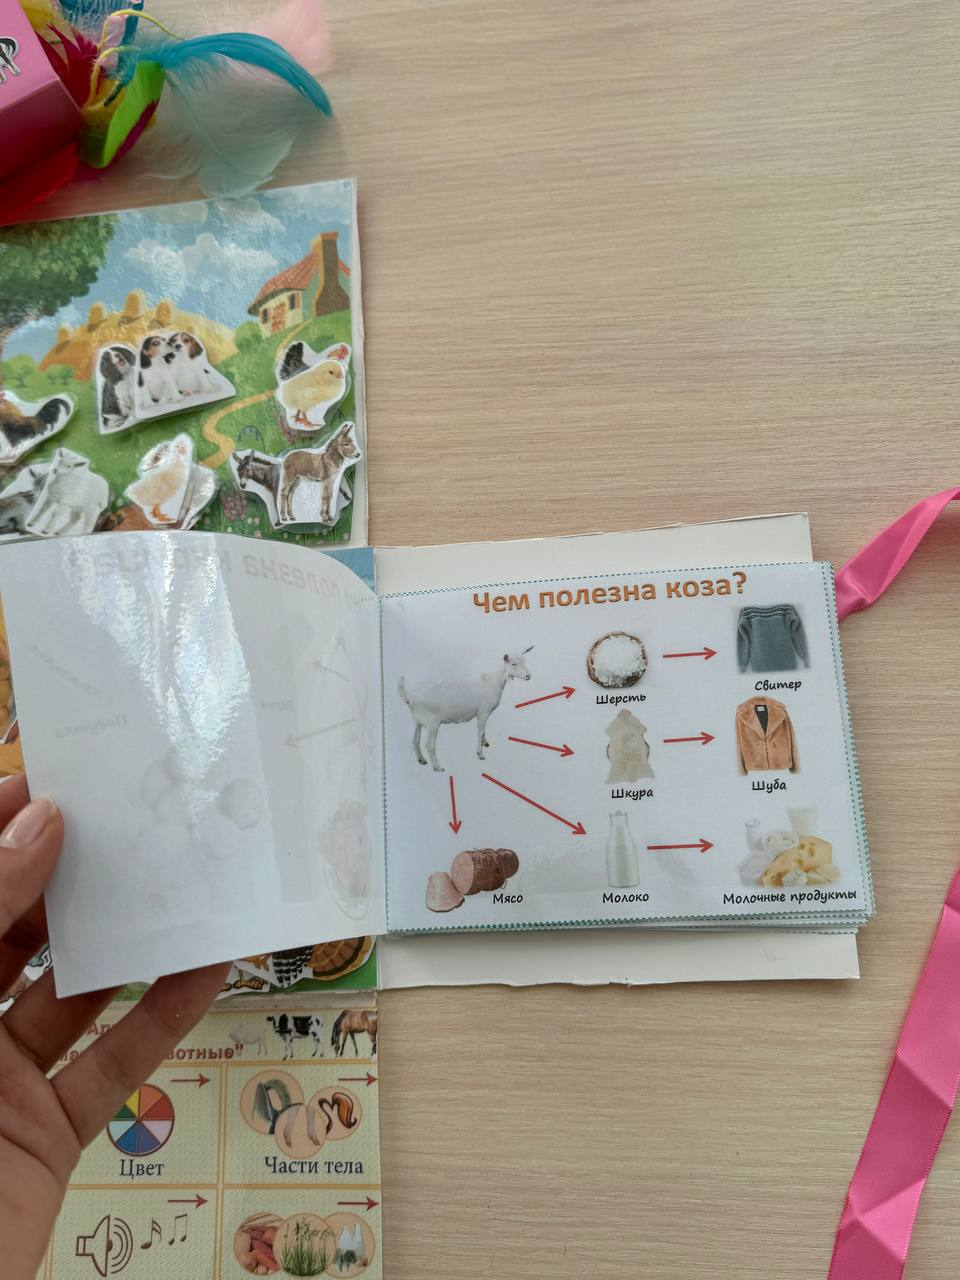 Чем полезна коза?
Свитер
Шерсть
Шуба
Шкура
Мясо
Молоко
Молочные продукты
Цвет
Части тела